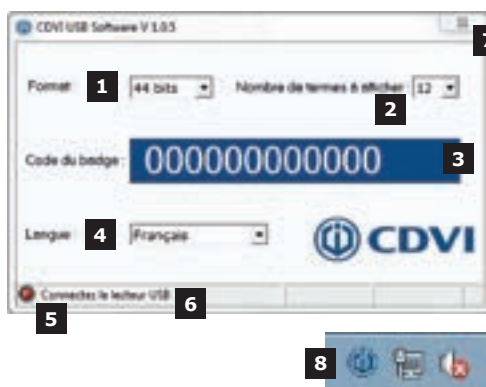 CDVI USB Software V 1.0.5
7
Format: 1 44 bits Nombre de termes à afficher: 12
2
Code du badge: 000000000000 3
Langue: 4 Français CDVI
Connectez le lecteur USB 6
5
8